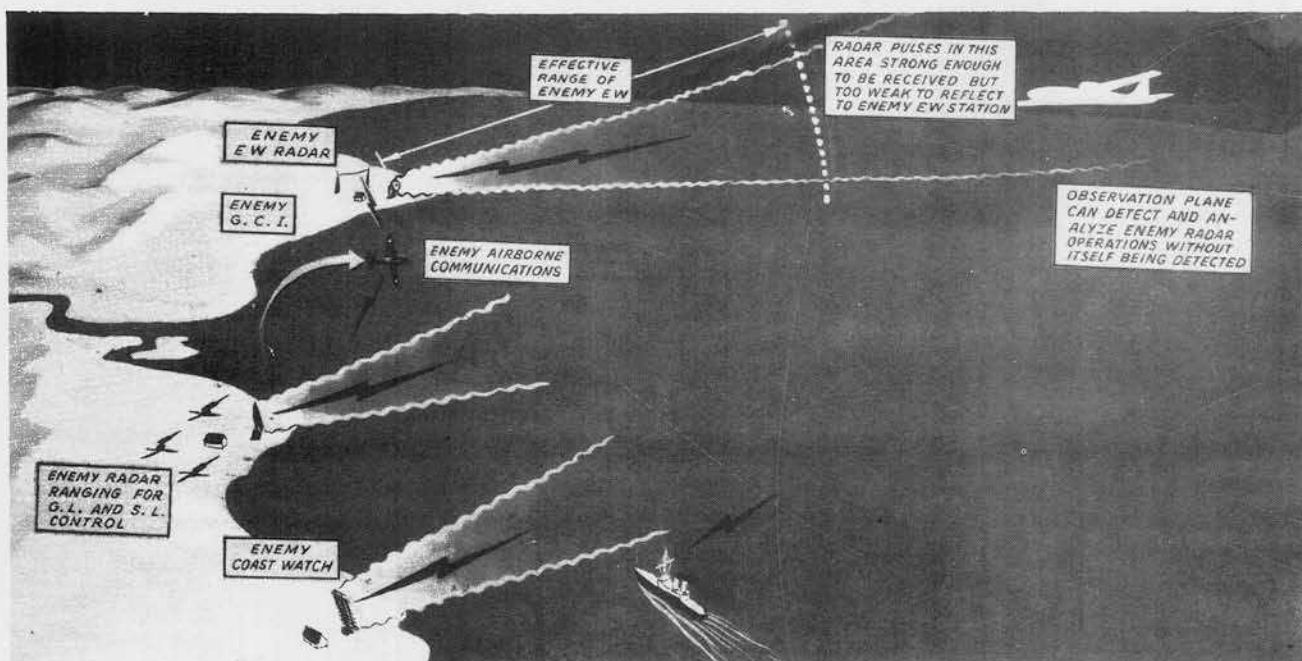 EFFECTIVE
RANGE OF
ENEMY EW
RADAR PULSES IN THIS
AREA STRONG ENOUGH
TO BE RECEIVED BUT
TOO WEAK TO REFLECT
TO ENEMY EW STATION
ENEMY
EW RADAR
ENEMY
G. C. I.
OBSERVATION PLANE
CAN DETECT AND AN-
ALYZE ENEMY RADAR
OPERATIONS WITHOUT
ITSELF BEING DETECTED
ENEMY AIRBORNE
COMMUNICATIONS
ENEMY RADAR
RANGING FOR
G. L. AND S. L.
CONTROL
ENEMY
COAST WATCH